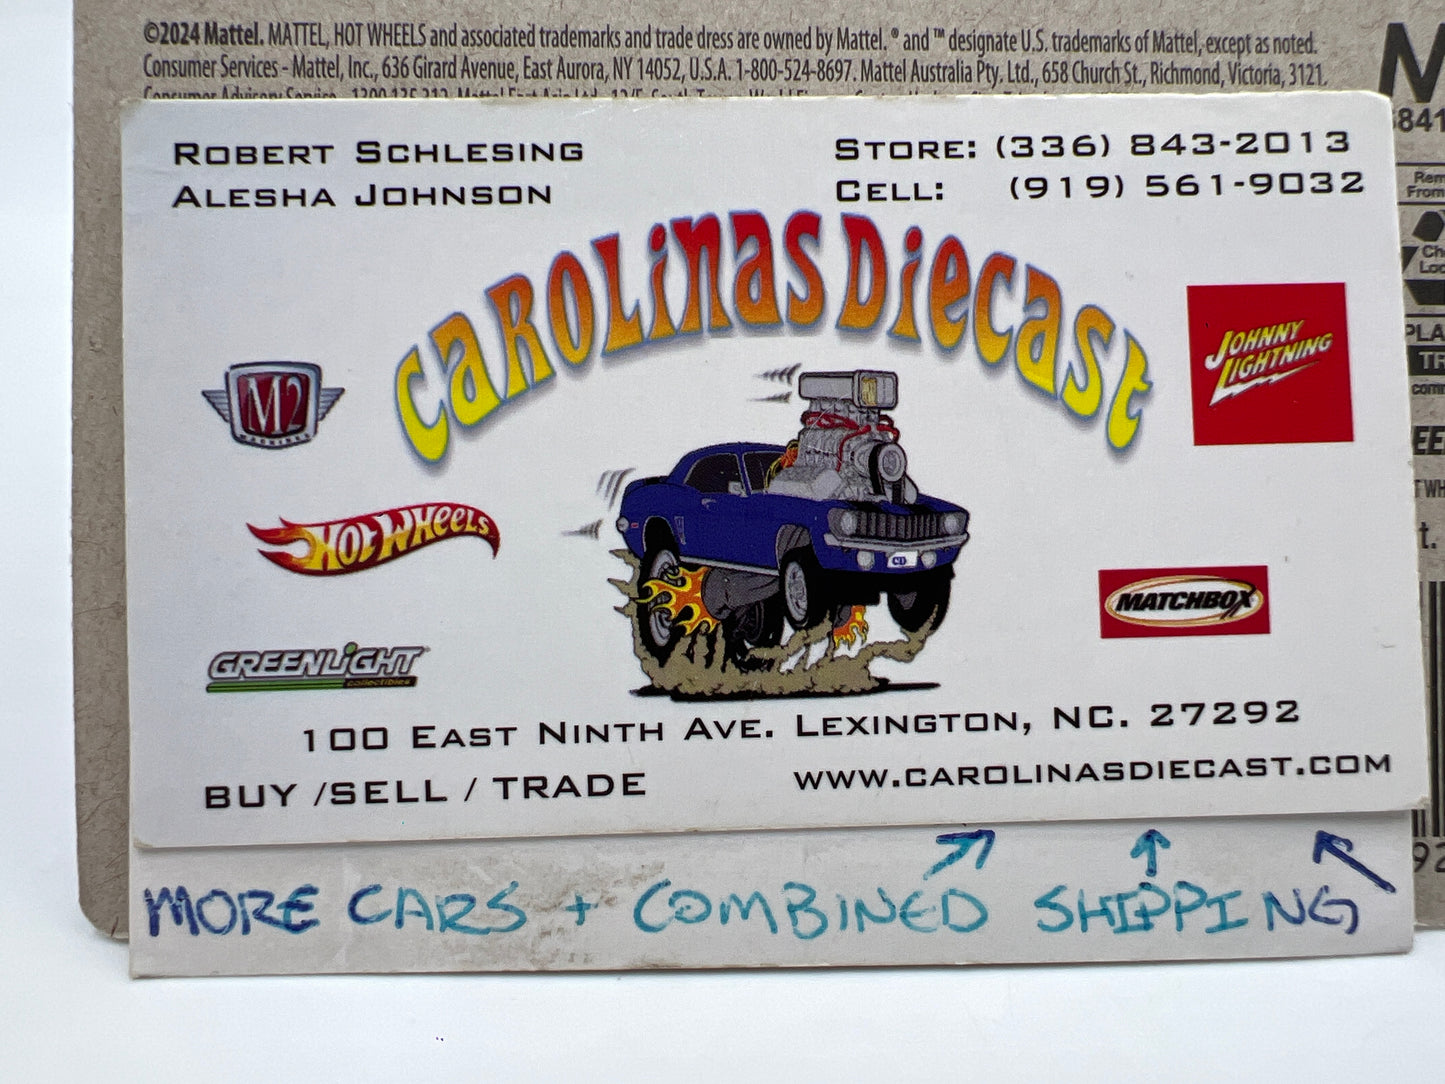 ©2024 Mattel. MATTEL, HOT WHEELS and associated trademarks and trade dress are owned by Mattel. ® and ™ designate U.S. trademarks of Mattel, except as noted.
Consumer Services - Mattel, Inc., 636 Girard Avenue, East Aurora, NY 14052, U.S.A. 1-800-524-8697. Mattel Australia Pty. Ltd., 658 Church St., Richmond, Victoria, 3121.
ROBERT SCHLESING
ALESHA JOHNSON
STORE: (336) 843-2013
CELL: (919) 561-9032
CAROLINAS DIECAST
M2
MACHINES
JOHNNY
LIGHTNING
HOT WHEELS
CD
MATCHBOX
GREENLIGHT
collectibles
100 EAST NINTH AVE. LEXINGTON, NC. 27292
BUY /SELL / TRADE
WWW.CAROLINASDIECAST.COM
MORE CARS + COMBINED SHIPPING